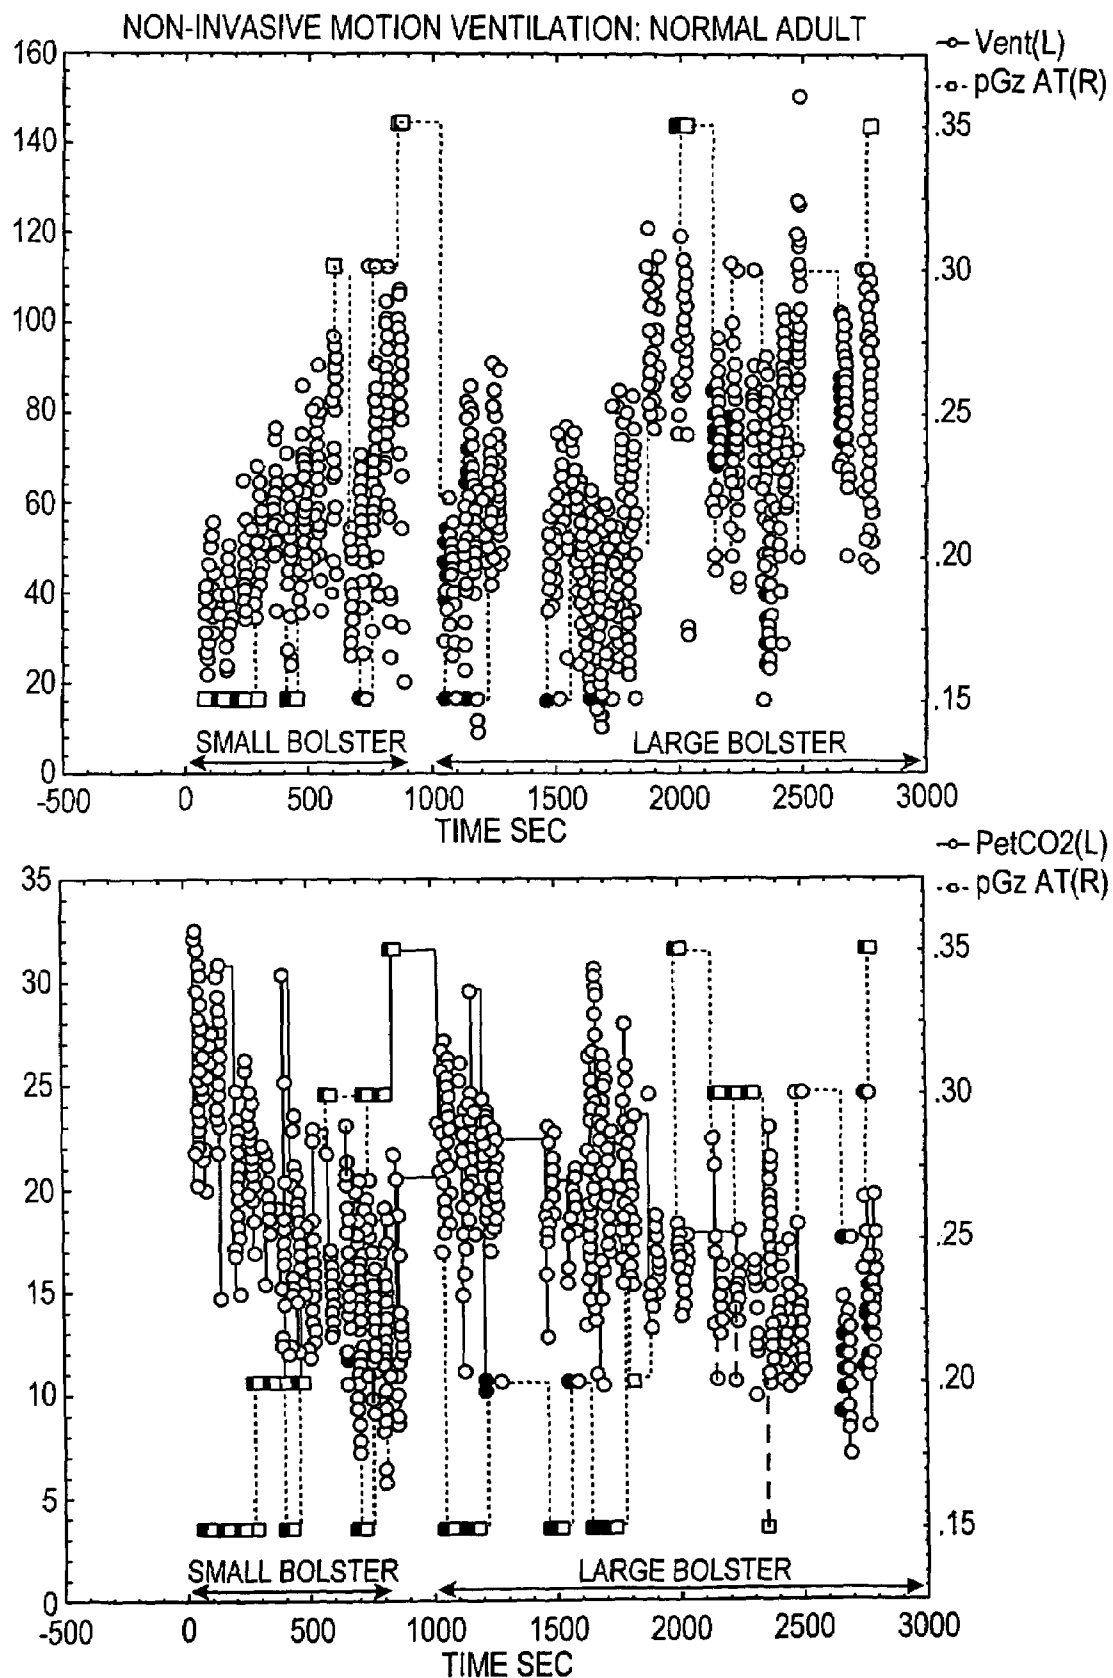 NON-INVASIVE MOTION VENTILATION: NORMAL ADULT
Vent(L)
pGz AT(R)
160
140
120
100
80
60
40
20
0
.35
.30
.25
.20
.15
SMALL BOLSTER
LARGE BOLSTER
-500 0 500 1000 1500 2000 2500 3000
TIME SEC
PetCO2(L)
pGz AT(R)
35
30
25
20
15
10
5
0
.35
.30
.25
.20
.15
SMALL BOLSTER
LARGE BOLSTER
-500 0 500 1000 1500 2000 2500 3000
TIME SEC